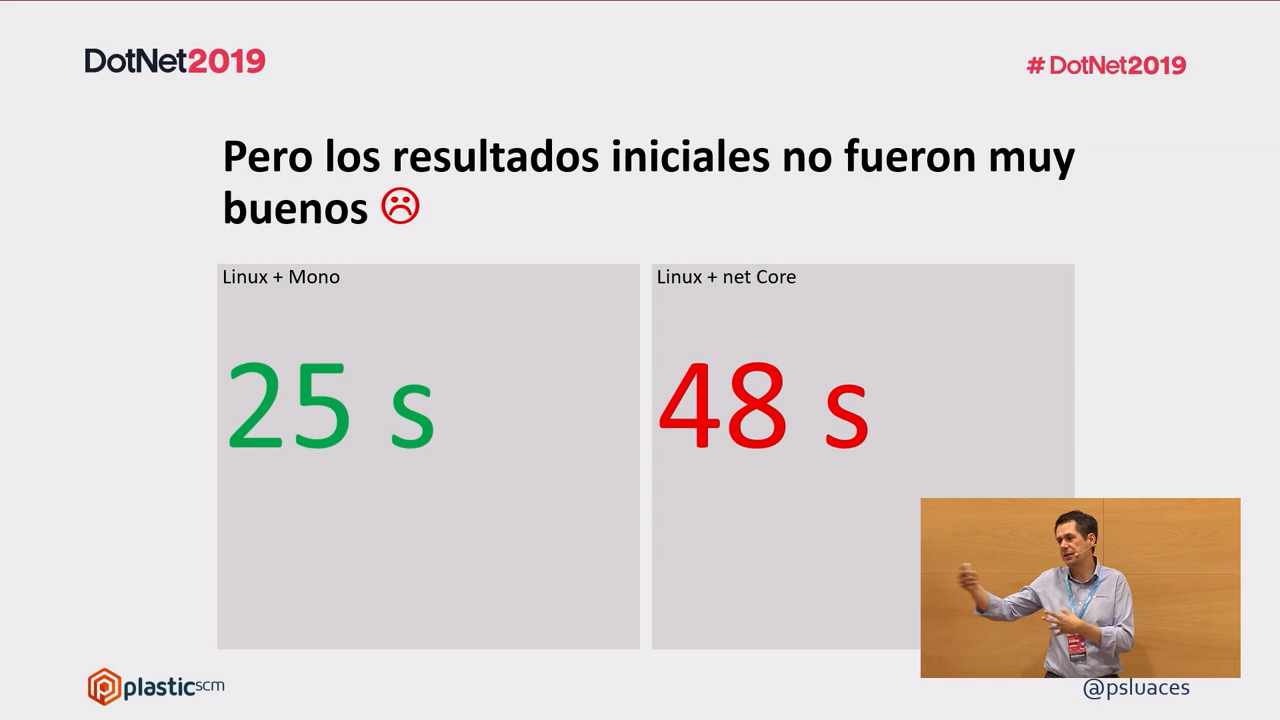 DotNet2019
# DotNet2019
Pero los resultados iniciales no fueron muy
buenos ☹
Linux + Mono
Linux + net Core
25 s
48 s
plasticscm
@psluaces